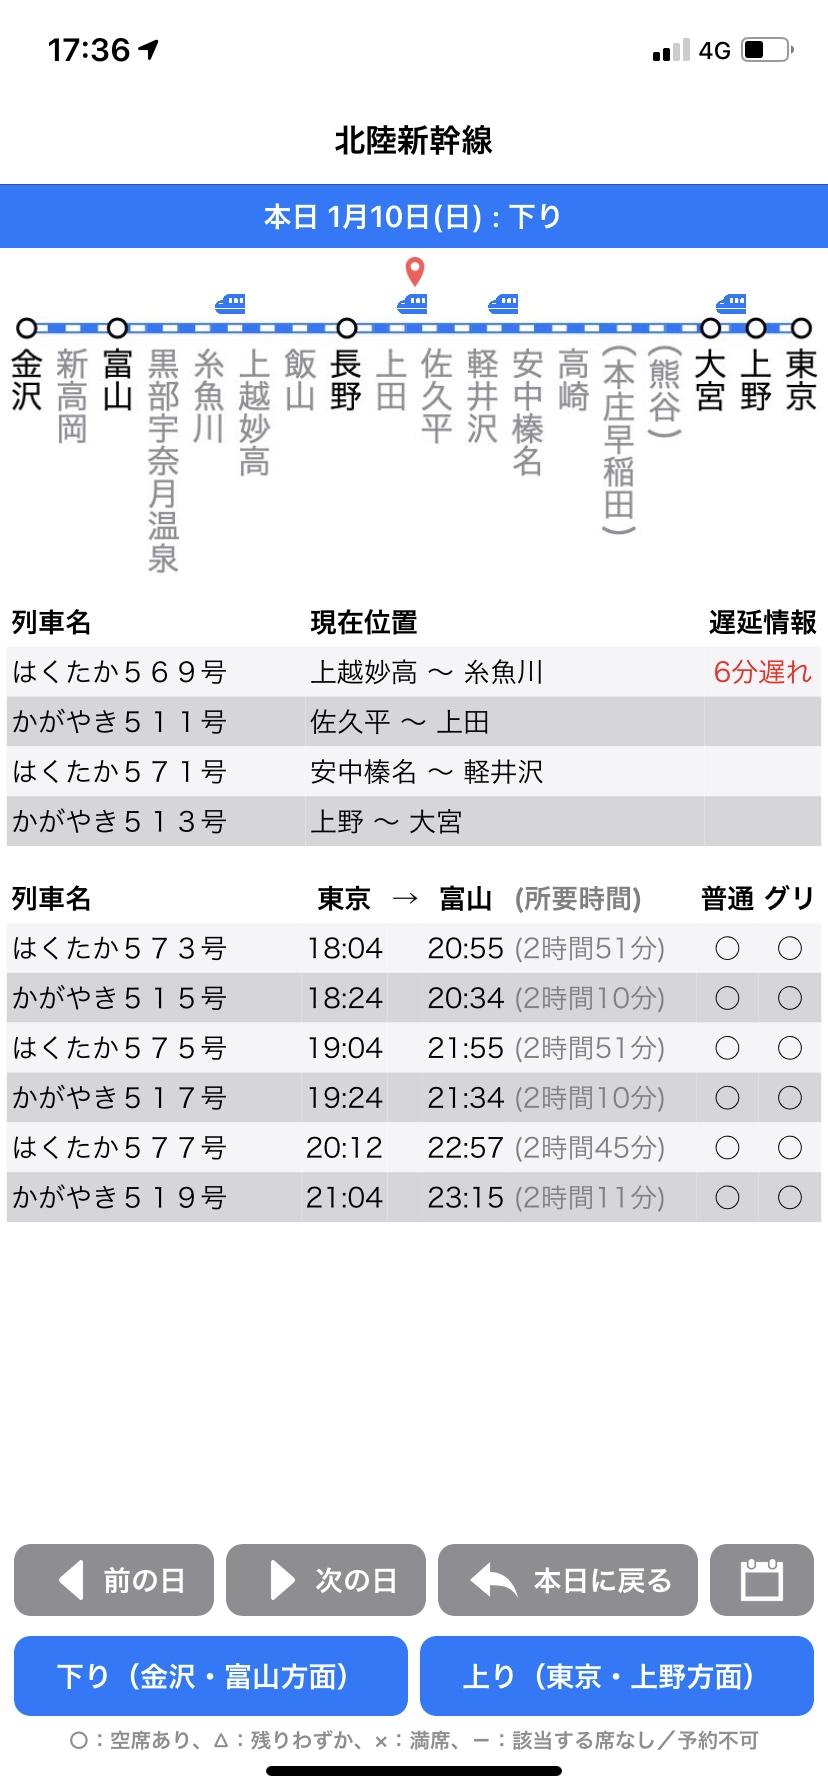 17:36 4G
北陸新幹線
本日 1月10日(日) : 下り
金沢 新高岡 富山 黒部宇奈月温泉 糸魚川 上越妙高 飯山 長野 上田 佐久平 軽井沢 安中榛名 高崎 (本庄早稲田) (熊谷) 大宮 上野 東京
列車名 現在位置 遅延情報
はくたか５６９号 上越妙高 〜 糸魚川 6分遅れ
かがやき５１１号 佐久平 〜 上田
はくたか５７１号 安中榛名 〜 軽井沢
かがやき５１３号 上野 〜 大宮
列車名 東京 → 富山 (所要時間) 普通 グリ
はくたか５７３号 18:04 20:55 (2時間51分) ○ ○
かがやき５１５号 18:24 20:34 (2時間10分) ○ ○
はくたか５７５号 19:04 21:55 (2時間51分) ○ ○
かがやき５１７号 19:24 21:34 (2時間10分) ○ ○
はくたか５７７号 20:12 22:57 (2時間45分) ○ ○
かがやき５１９号 21:04 23:15 (2時間11分) ○ ○
前の日 次の日 本日に戻る
下り（金沢・富山方面） 上り（東京・上野方面）
○：空席あり、△：残りわずか、×：満席、－：該当する席なし／予約不可